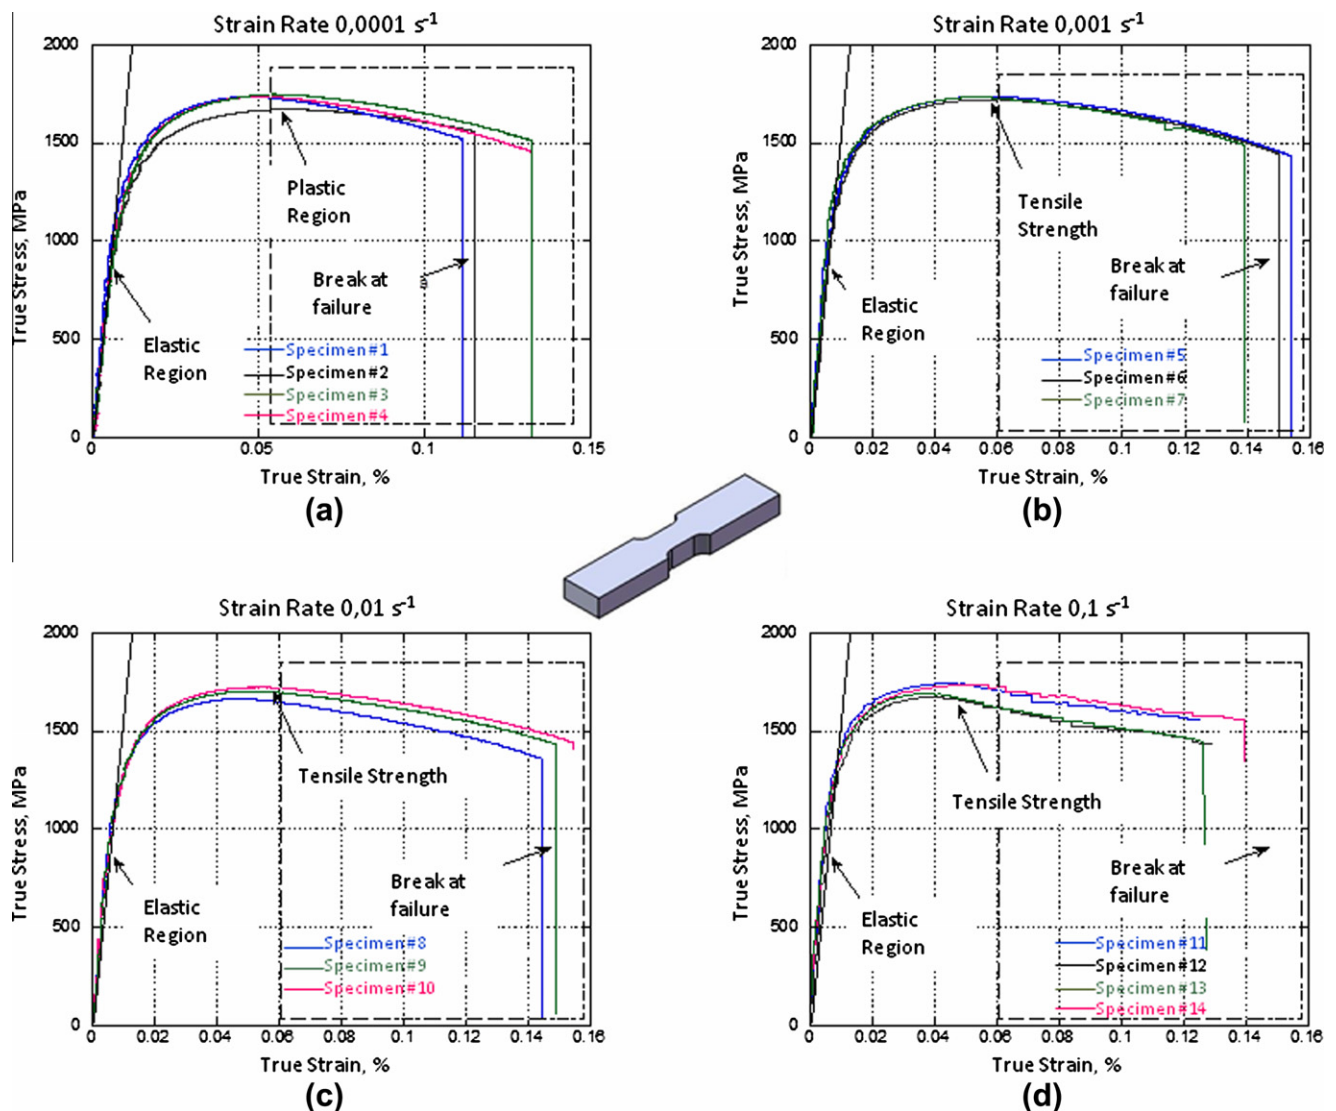 Strain Rate 0,0001 s⁻¹
True Stress, MPa
2000
1500
1000
500
0
Plastic
Region
Break at
failure
Elastic
Region
Specimen #1
Specimen #2
Specimen #3
Specimen #4
0 0.05 0.1 0.15
True Strain, %
(a)
Strain Rate 0,001 s⁻¹
True Stress, MPa
2000
1500
1000
500
0
Tensile
Strength
Break at
failure
Elastic
Region
Specimen #5
Specimen #6
Specimen #7
0 0.02 0.04 0.06 0.08 0.1 0.12 0.14 0.16
True Strain, %
(b)
Strain Rate 0,01 s⁻¹
True Stress, MPa
2000
1500
1000
500
0
Tensile Strength
Break at
failure
Elastic
Region
Specimen #8
Specimen #9
Specimen #10
0 0.02 0.04 0.06 0.08 0.1 0.12 0.14 0.16
True Strain, %
(c)
Strain Rate 0,1 s⁻¹
True Stress, MPa
2000
1500
1000
500
0
Tensile Strength
Break at
failure
Elastic
Region
Specimen #11
Specimen #12
Specimen #13
Specimen #14
0 0.02 0.04 0.06 0.08 0.1 0.12 0.14 0.16
True Strain, %
(d)